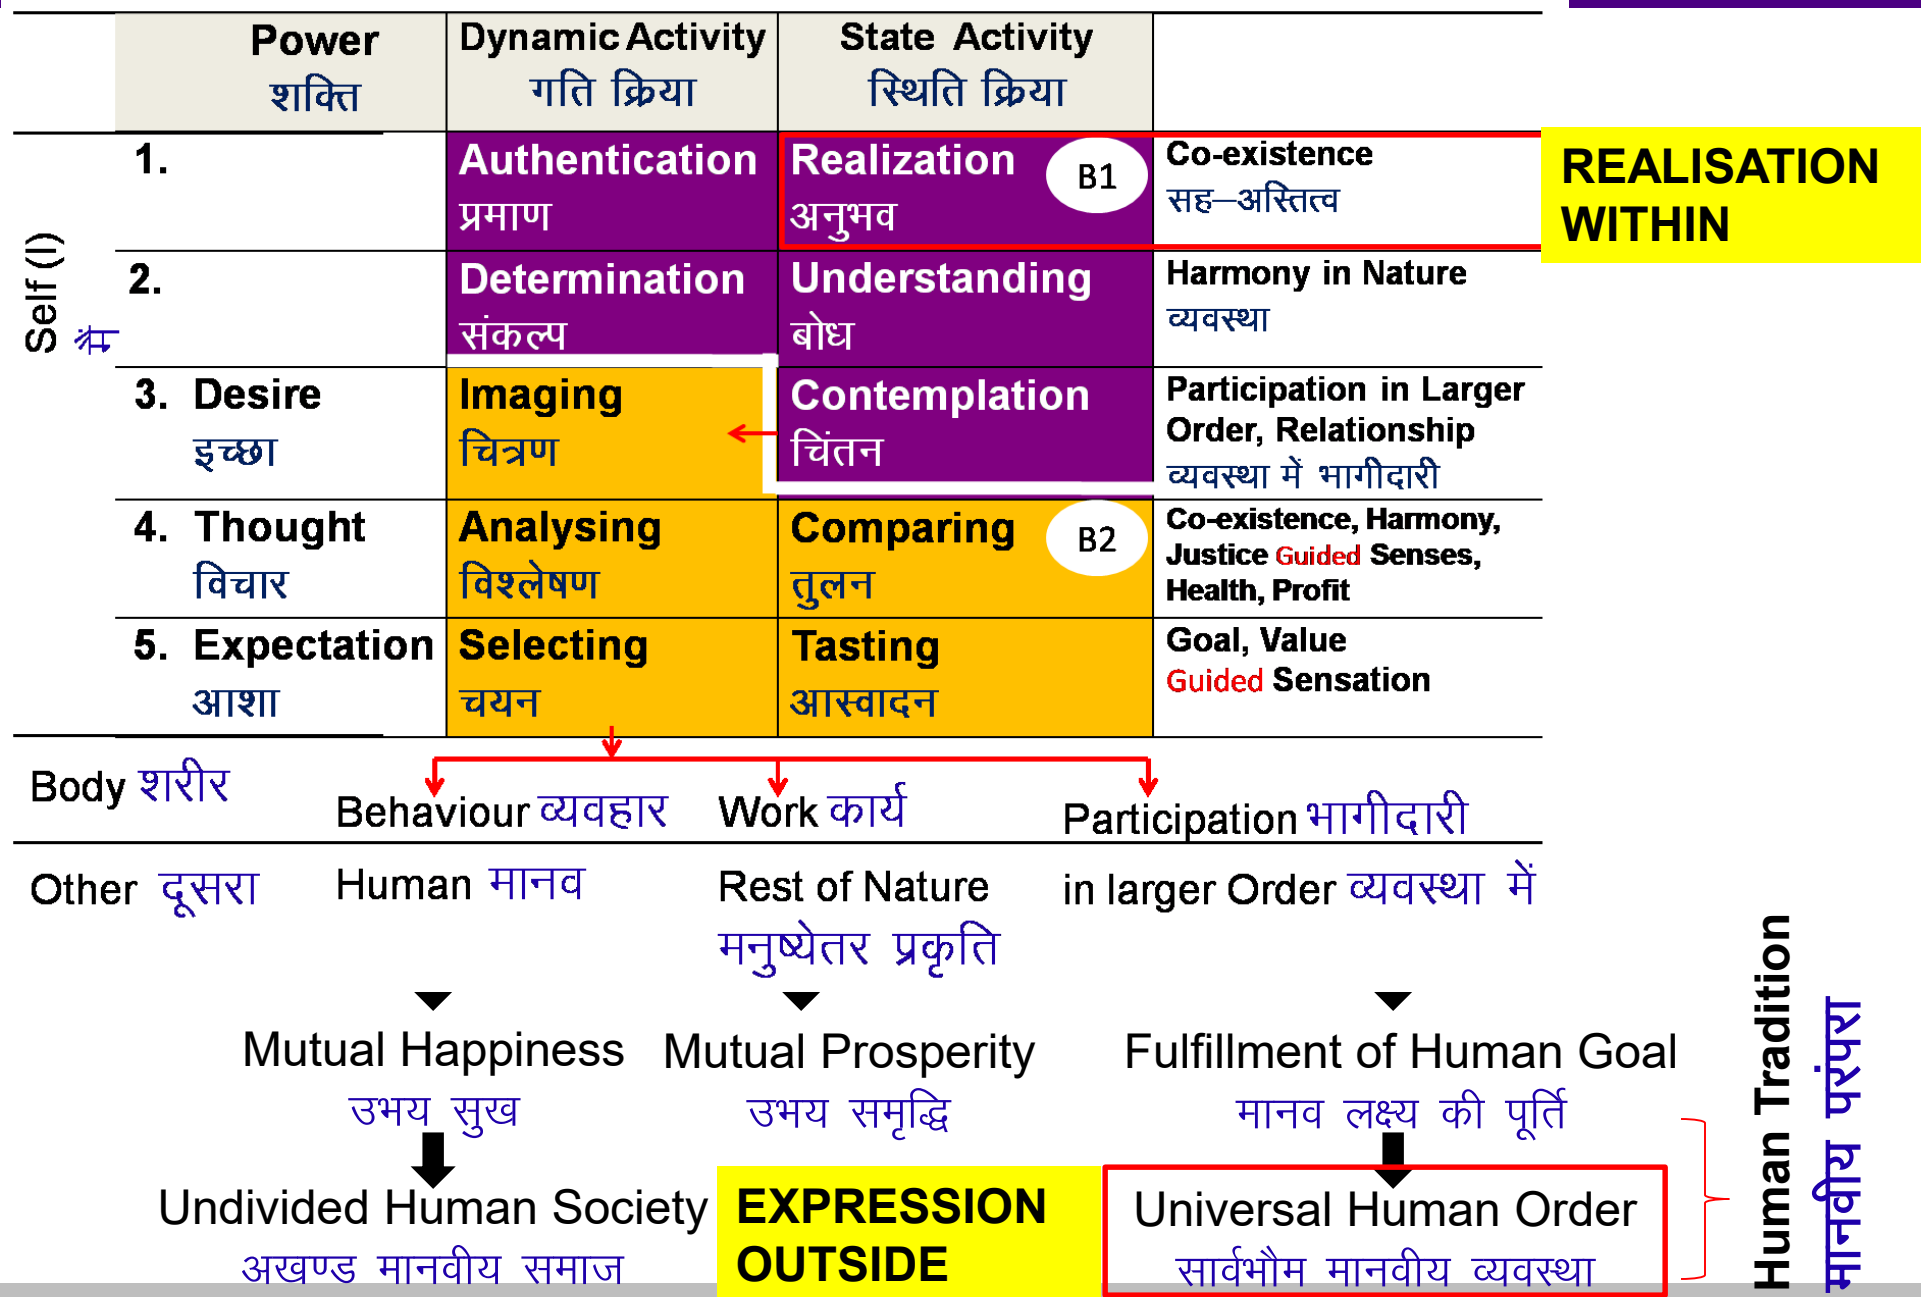 Power
शक्ति
Dynamic Activity
गति क्रिया
State Activity
स्थिति क्रिया
Self (I)
मैं
1.
Authentication
प्रमाण
Realization
अनुभव
B1
Co-existence
सह–अस्तित्व
REALISATION
WITHIN
2.
Determination
संकल्प
Understanding
बोध
Harmony in Nature
व्यवस्था
3. Desire
इच्छा
Imaging
चित्रण
Contemplation
चिंतन
Participation in Larger
Order, Relationship
व्यवस्था में भागीदारी
4. Thought
विचार
Analysing
विश्लेषण
Comparing
तुलन
B2
Co-existence, Harmony,
Justice Guided Senses,
Health, Profit
5. Expectation
आशा
Selecting
चयन
Tasting
आस्वादन
Goal, Value
Guided Sensation
Body शरीर
Behaviour व्यवहार
Work कार्य
Participation भागीदारी
Other दूसरा
Human मानव
Rest of Nature
मनुष्येतर प्रकृति
in larger Order व्यवस्था में
Mutual Happiness
उभय सुख
Mutual Prosperity
उभय समृद्धि
Fulfillment of Human Goal
मानव लक्ष्य की पूर्ति
Undivided Human Society
अखण्ड मानवीय समाज
EXPRESSION
OUTSIDE
Universal Human Order
सार्वभौम मानवीय व्यवस्था
Human Tradition
मानवीय परंपरा